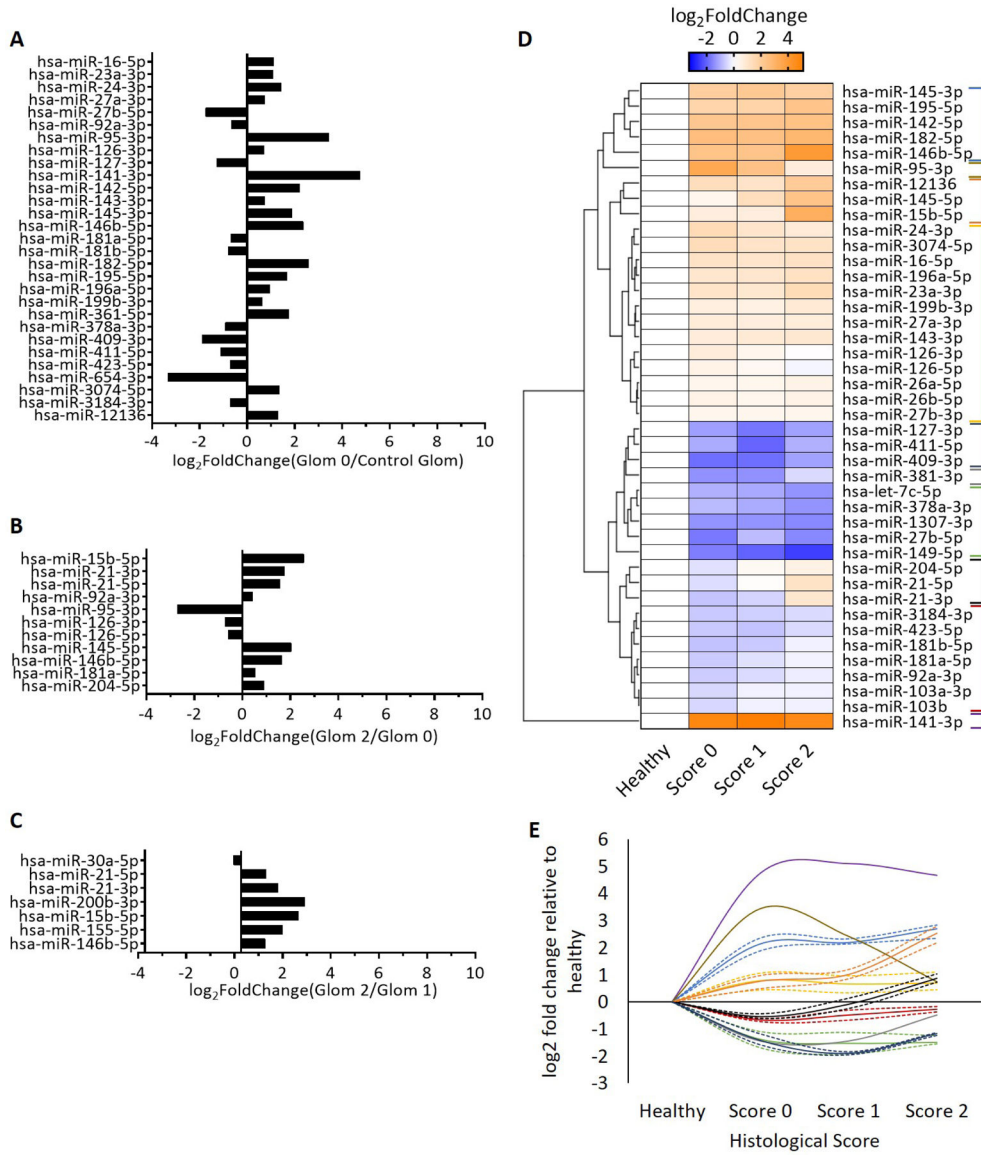 A
hsa-miR-16-5p
hsa-miR-23a-3p
hsa-miR-24-3p
hsa-miR-27a-3p
hsa-miR-27b-5p
hsa-miR-92a-3p
hsa-miR-95-3p
hsa-miR-126-3p
hsa-miR-127-3p
hsa-miR-141-3p
hsa-miR-142-5p
hsa-miR-143-3p
hsa-miR-145-3p
hsa-miR-146b-5p
hsa-miR-181a-5p
hsa-miR-181b-5p
hsa-miR-182-5p
hsa-miR-195-5p
hsa-miR-196a-5p
hsa-miR-199b-3p
hsa-miR-361-5p
hsa-miR-378a-3p
hsa-miR-409-3p
hsa-miR-411-5p
hsa-miR-423-5p
hsa-miR-654-3p
hsa-miR-3074-5p
hsa-miR-3184-3p
hsa-miR-12136
-4 -2 0 2 4 6 8 10
log2FoldChange(Glom 0/Control Glom)
B
hsa-miR-15b-5p
hsa-miR-21-3p
hsa-miR-21-5p
hsa-miR-92a-3p
hsa-miR-95-3p
hsa-miR-126-3p
hsa-miR-126-5p
hsa-miR-145-5p
hsa-miR-146b-5p
hsa-miR-181a-5p
hsa-miR-204-5p
-4 -2 0 2 4 6 8 10
log2FoldChange(Glom 2/Glom 0)
C
hsa-miR-30a-5p
hsa-miR-21-5p
hsa-miR-21-3p
hsa-miR-200b-3p
hsa-miR-15b-5p
hsa-miR-155-5p
hsa-miR-146b-5p
-4 -2 0 2 4 6 8 10
log2FoldChange(Glom 2/Glom 1)
D
log2FoldChange
-2 0 2 4
hsa-miR-145-3p
hsa-miR-195-5p
hsa-miR-142-5p
hsa-miR-182-5p
hsa-miR-146b-5p
hsa-miR-95-3p
hsa-miR-12136
hsa-miR-145-5p
hsa-miR-15b-5p
hsa-miR-24-3p
hsa-miR-3074-5p
hsa-miR-16-5p
hsa-miR-196a-5p
hsa-miR-23a-3p
hsa-miR-199b-3p
hsa-miR-27a-3p
hsa-miR-143-3p
hsa-miR-126-3p
hsa-miR-126-5p
hsa-miR-26a-5p
hsa-miR-26b-5p
hsa-miR-27b-3p
hsa-miR-127-3p
hsa-miR-411-5p
hsa-miR-409-3p
hsa-miR-381-3p
hsa-let-7c-5p
hsa-miR-378a-3p
hsa-miR-1307-3p
hsa-miR-27b-5p
hsa-miR-149-5p
hsa-miR-204-5p
hsa-miR-21-5p
hsa-miR-21-3p
hsa-miR-3184-3p
hsa-miR-423-5p
hsa-miR-181b-5p
hsa-miR-181a-5p
hsa-miR-92a-3p
hsa-miR-103a-3p
hsa-miR-103b
hsa-miR-141-3p
Healthy Score 0 Score 1 Score 2
E
log2 fold change relative to
healthy
6
5
4
3
2
1
0
-1
-2
-3
Healthy Score 0 Score 1 Score 2
Histological Score